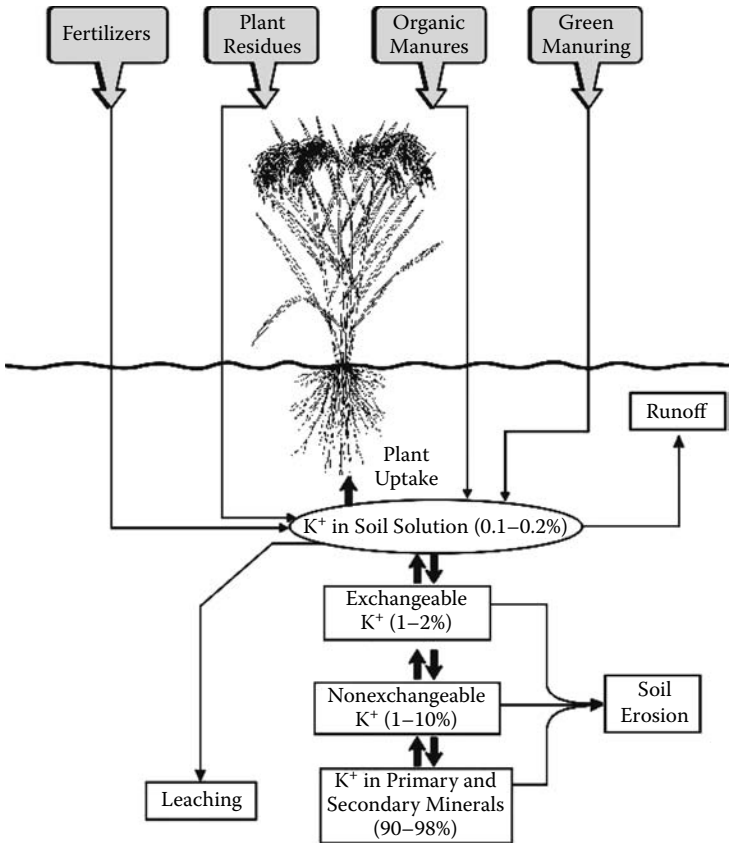 Fertilizers
Plant
Residues
Organic
Manures
Green
Manuring
Runoff
Plant
Uptake
K⁺ in Soil Solution (0.1–0.2%)
Exchangeable
K⁺ (1–2%)
Nonexchangeable
K⁺ (1–10%)
Soil
Erosion
Leaching
K⁺ in Primary and
Secondary Minerals
(90–98%)